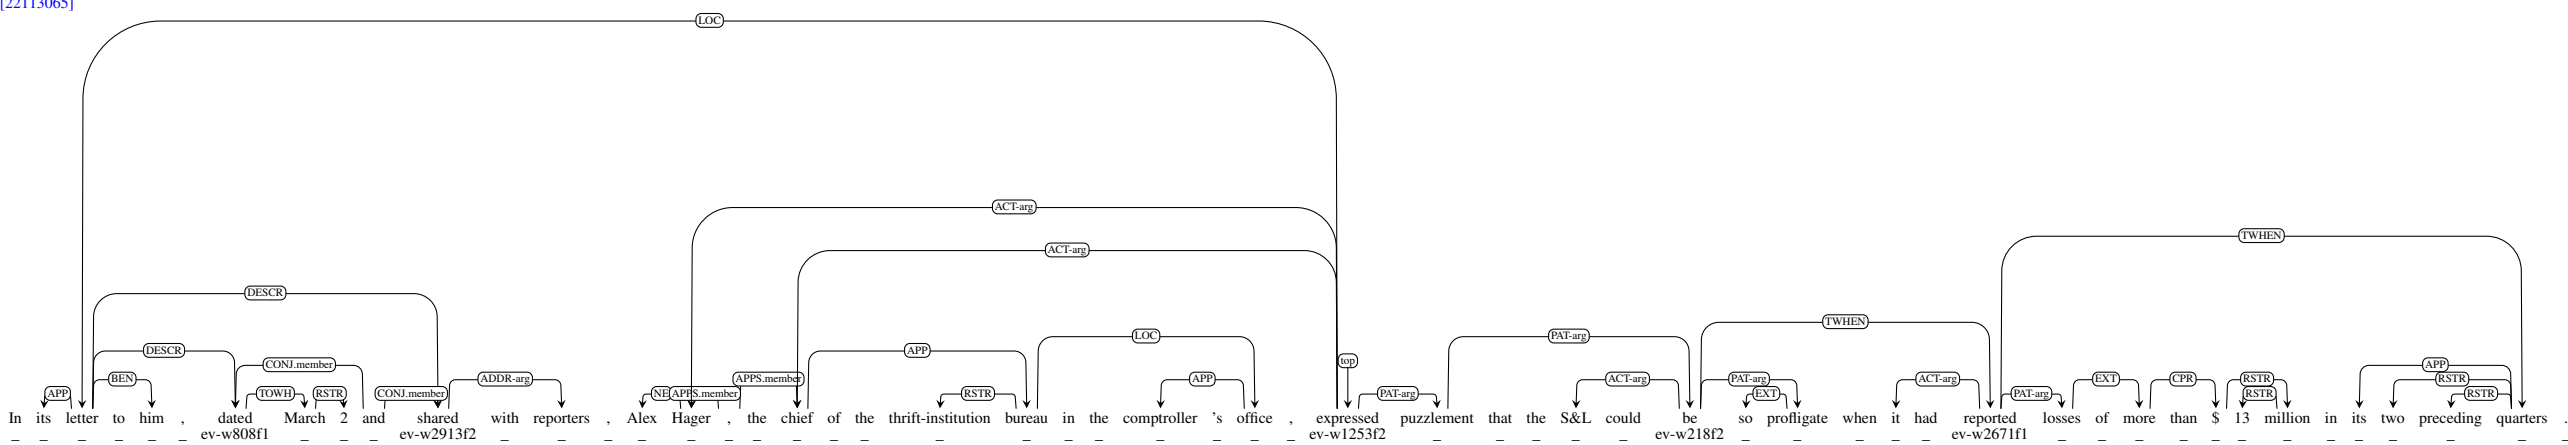 [22113065]
LOC
ACT-arg
ACT-arg
TWHEN
DESCR
TWHEN
LOC PAT-arg
DESCR APP
top
CONJ.member APP
BEN APPS.member ADDR-arg APP PAT-arg ACT-arg PAT-arg ACT-arg EXT CPR RSTR RSTR
APP TOWH RSTR CONJ.member NE APPS.member RSTR PAT-arg EXT PAT-arg RSTR RSTR
In its letter to him , dated March 2 and shared with reporters , Alex Hager , the chief of the thrift-institution bureau in the comptroller 's office , expressed puzzlement that the S&L could be so profligate when it had reported losses of more than $ 13 million in its two preceding quarters .
ev-w808f1 ev-w2913f2 ev-w1253f2 ev-w218f2 ev-w2671f1